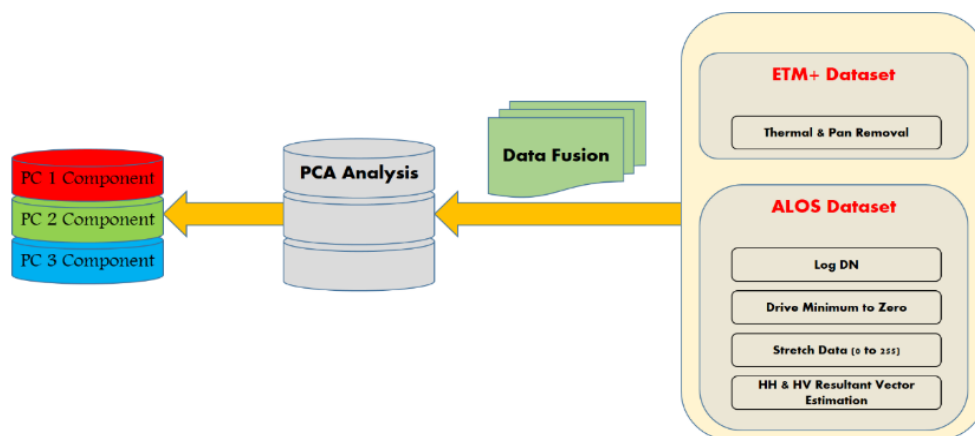 ETM+ Dataset
Thermal & Pan Removal
Data Fusion
PCA Analysis
PC 1 Component
PC 2 Component
PC 3 Component
ALOS Dataset
Log DN
Drive Minimum to Zero
Stretch Data (0 to 255)
HH & HV Resultant Vector
Estimation